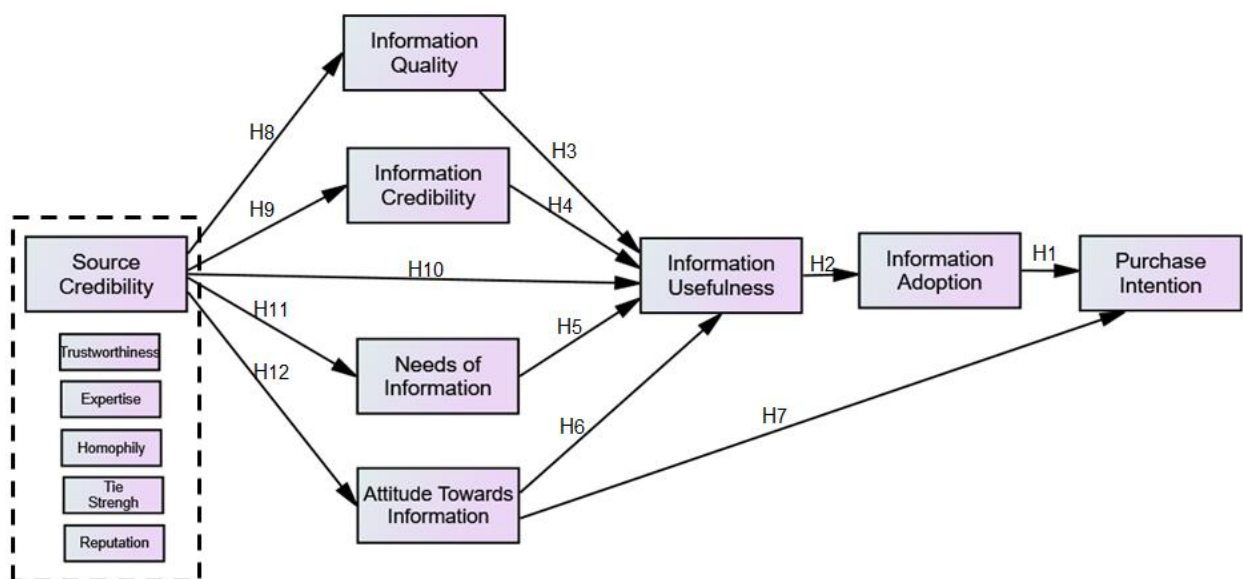 Information
Quality
H8
H3
Information
Credibility
H9
H4
Source
Credibility
H10
Information
Usefulness
H2
Information
Adoption
H1
Purchase
Intention
H11
H5
Trustworthiness
Needs of
Information
H12
Expertise
H6
H7
Homophily
Tie
Strengh
Attitude Towards
Information
Reputation